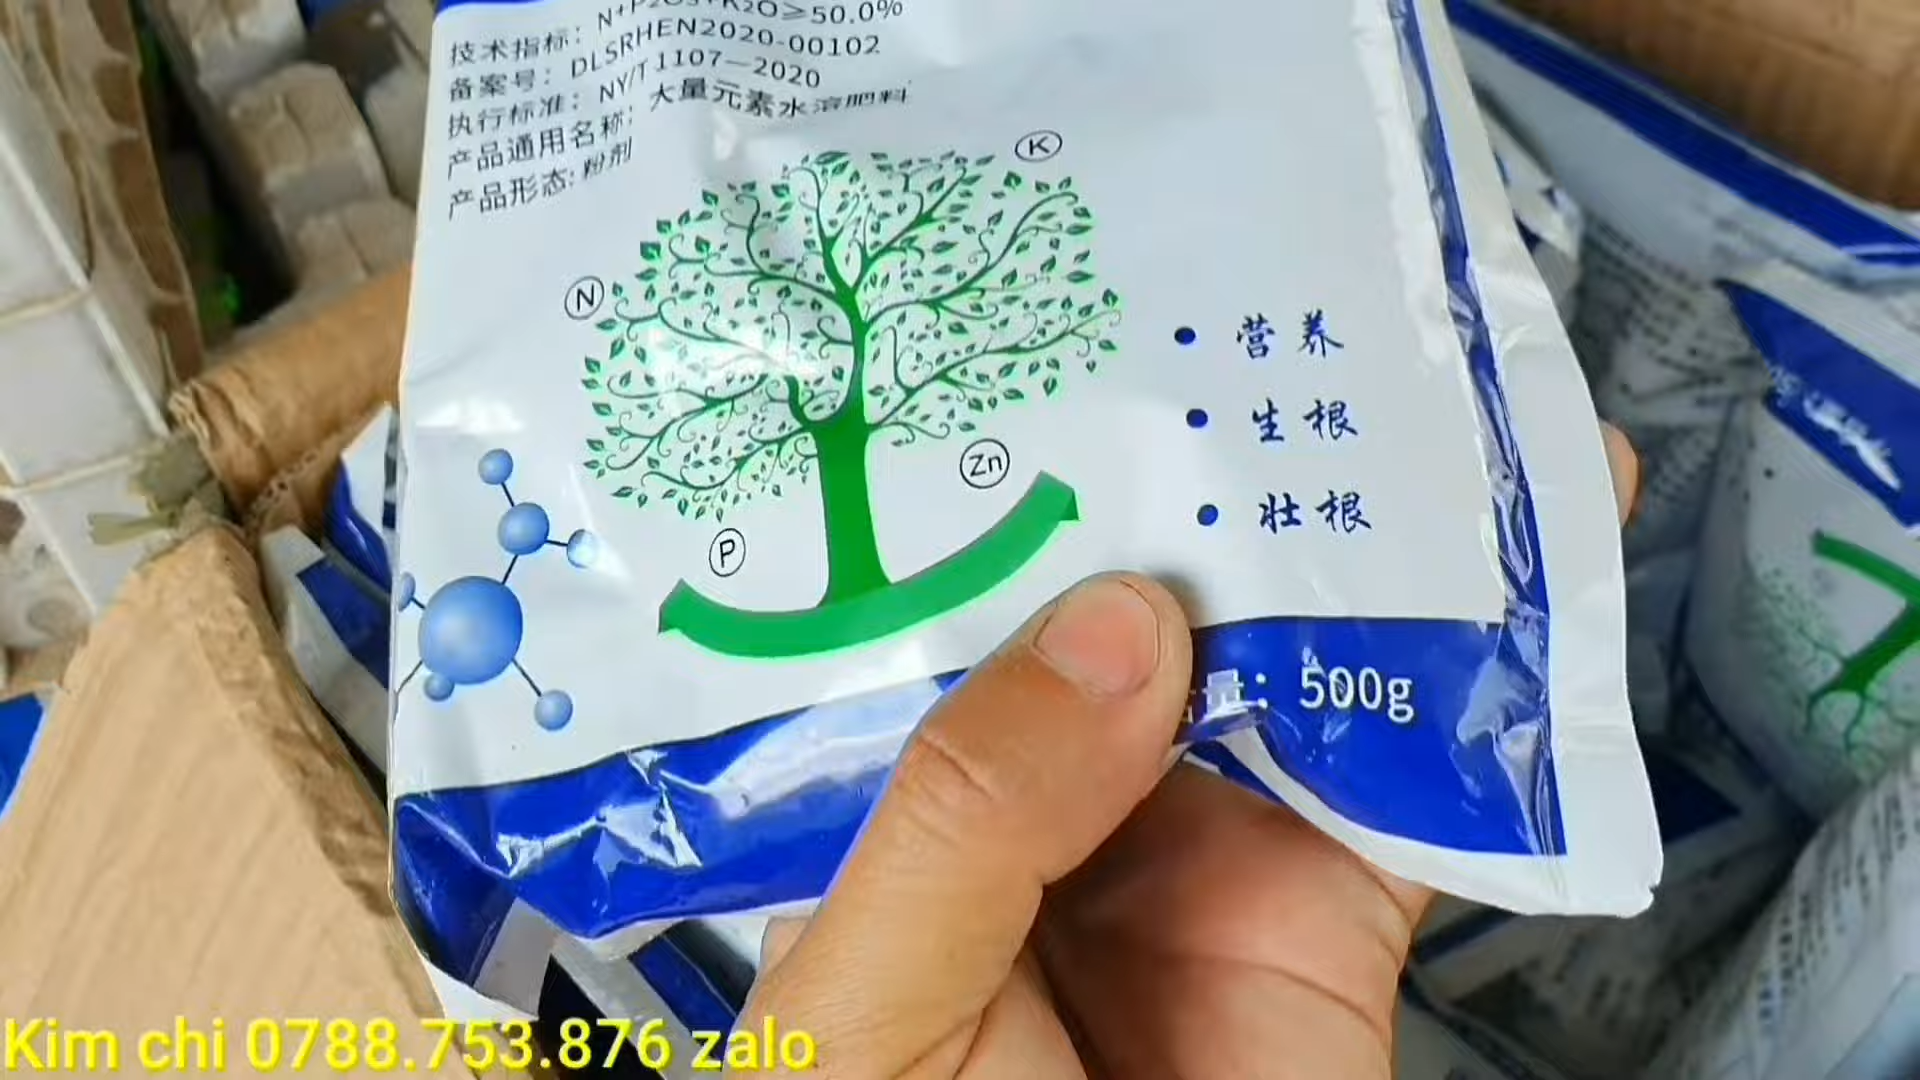 技术指标：N+P₂O₅+K₂O≥50.0%
备案号：DLSRHEN2020-00102
执行标准：NY/T 1107—2020
产品通用名称：大量元素水溶肥料
产品形态：粉剂
K
N
• 营养
• 生根
Zn
• 壮根
P
量：500g
Kim chi 0788.753.876 zalo